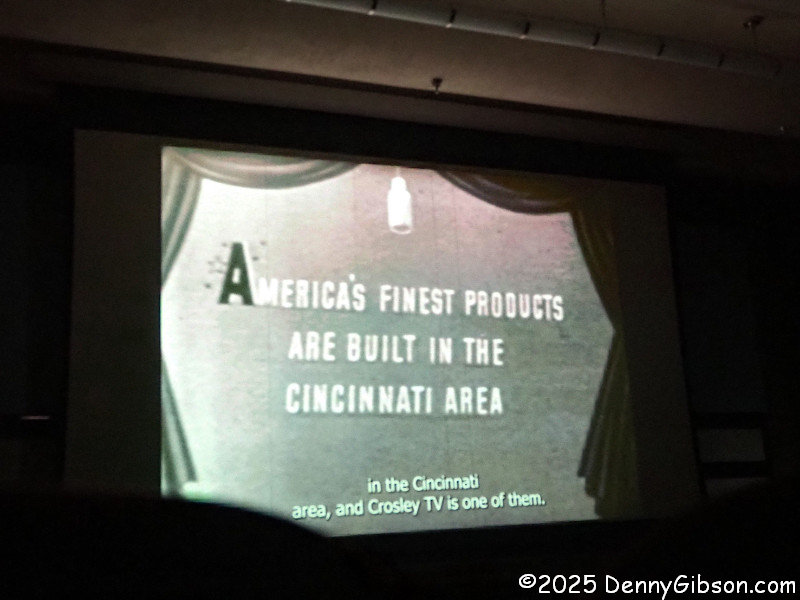 AMERICA'S FINEST PRODUCTS
ARE BUILT IN THE
CINCINNATI AREA
in the Cincinnati
area, and Crosley TV is one of them.
©2025 DennyGibson.com